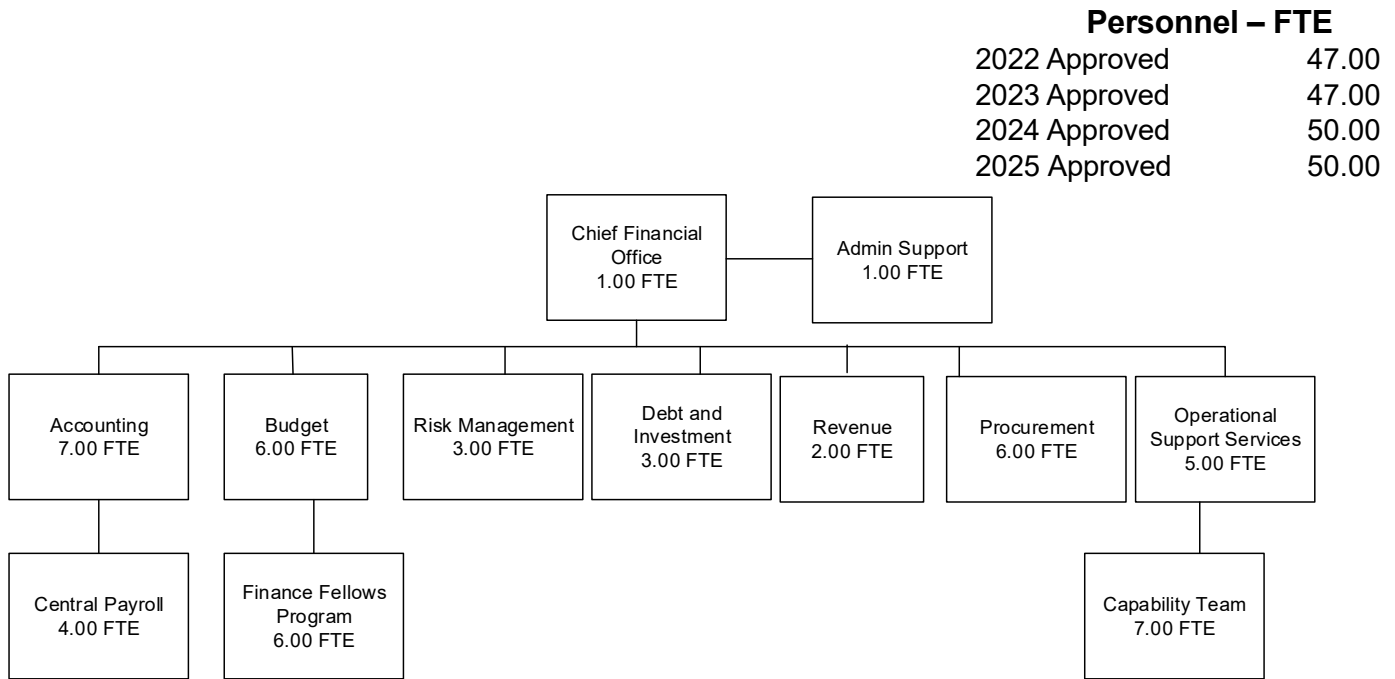 Personnel – FTE
2022 Approved 47.00
2023 Approved 47.00
2024 Approved 50.00
2025 Approved 50.00
Chief Financial
Office
1.00 FTE
Admin Support
1.00 FTE
Accounting
7.00 FTE
Budget
6.00 FTE
Risk Management
3.00 FTE
Debt and
Investment
3.00 FTE
Revenue
2.00 FTE
Procurement
6.00 FTE
Operational
Support Services
5.00 FTE
Central Payroll
4.00 FTE
Finance Fellows
Program
6.00 FTE
Capability Team
7.00 FTE